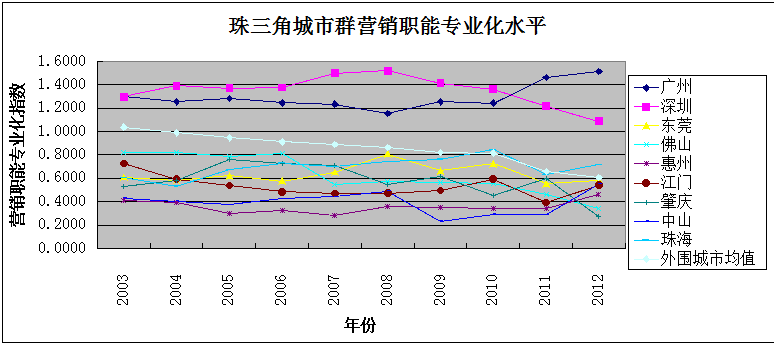 珠三角城市群营销职能专业化水平
营销职能专业化指数
1.6000
1.4000
1.2000
1.0000
0.8000
0.6000
0.4000
0.2000
0.0000
2003 2004 2005 2006 2007 2008 2009 2010 2011 2012
年份
广州
深圳
东莞
佛山
惠州
江门
肇庆
中山
珠海
外围城市均值